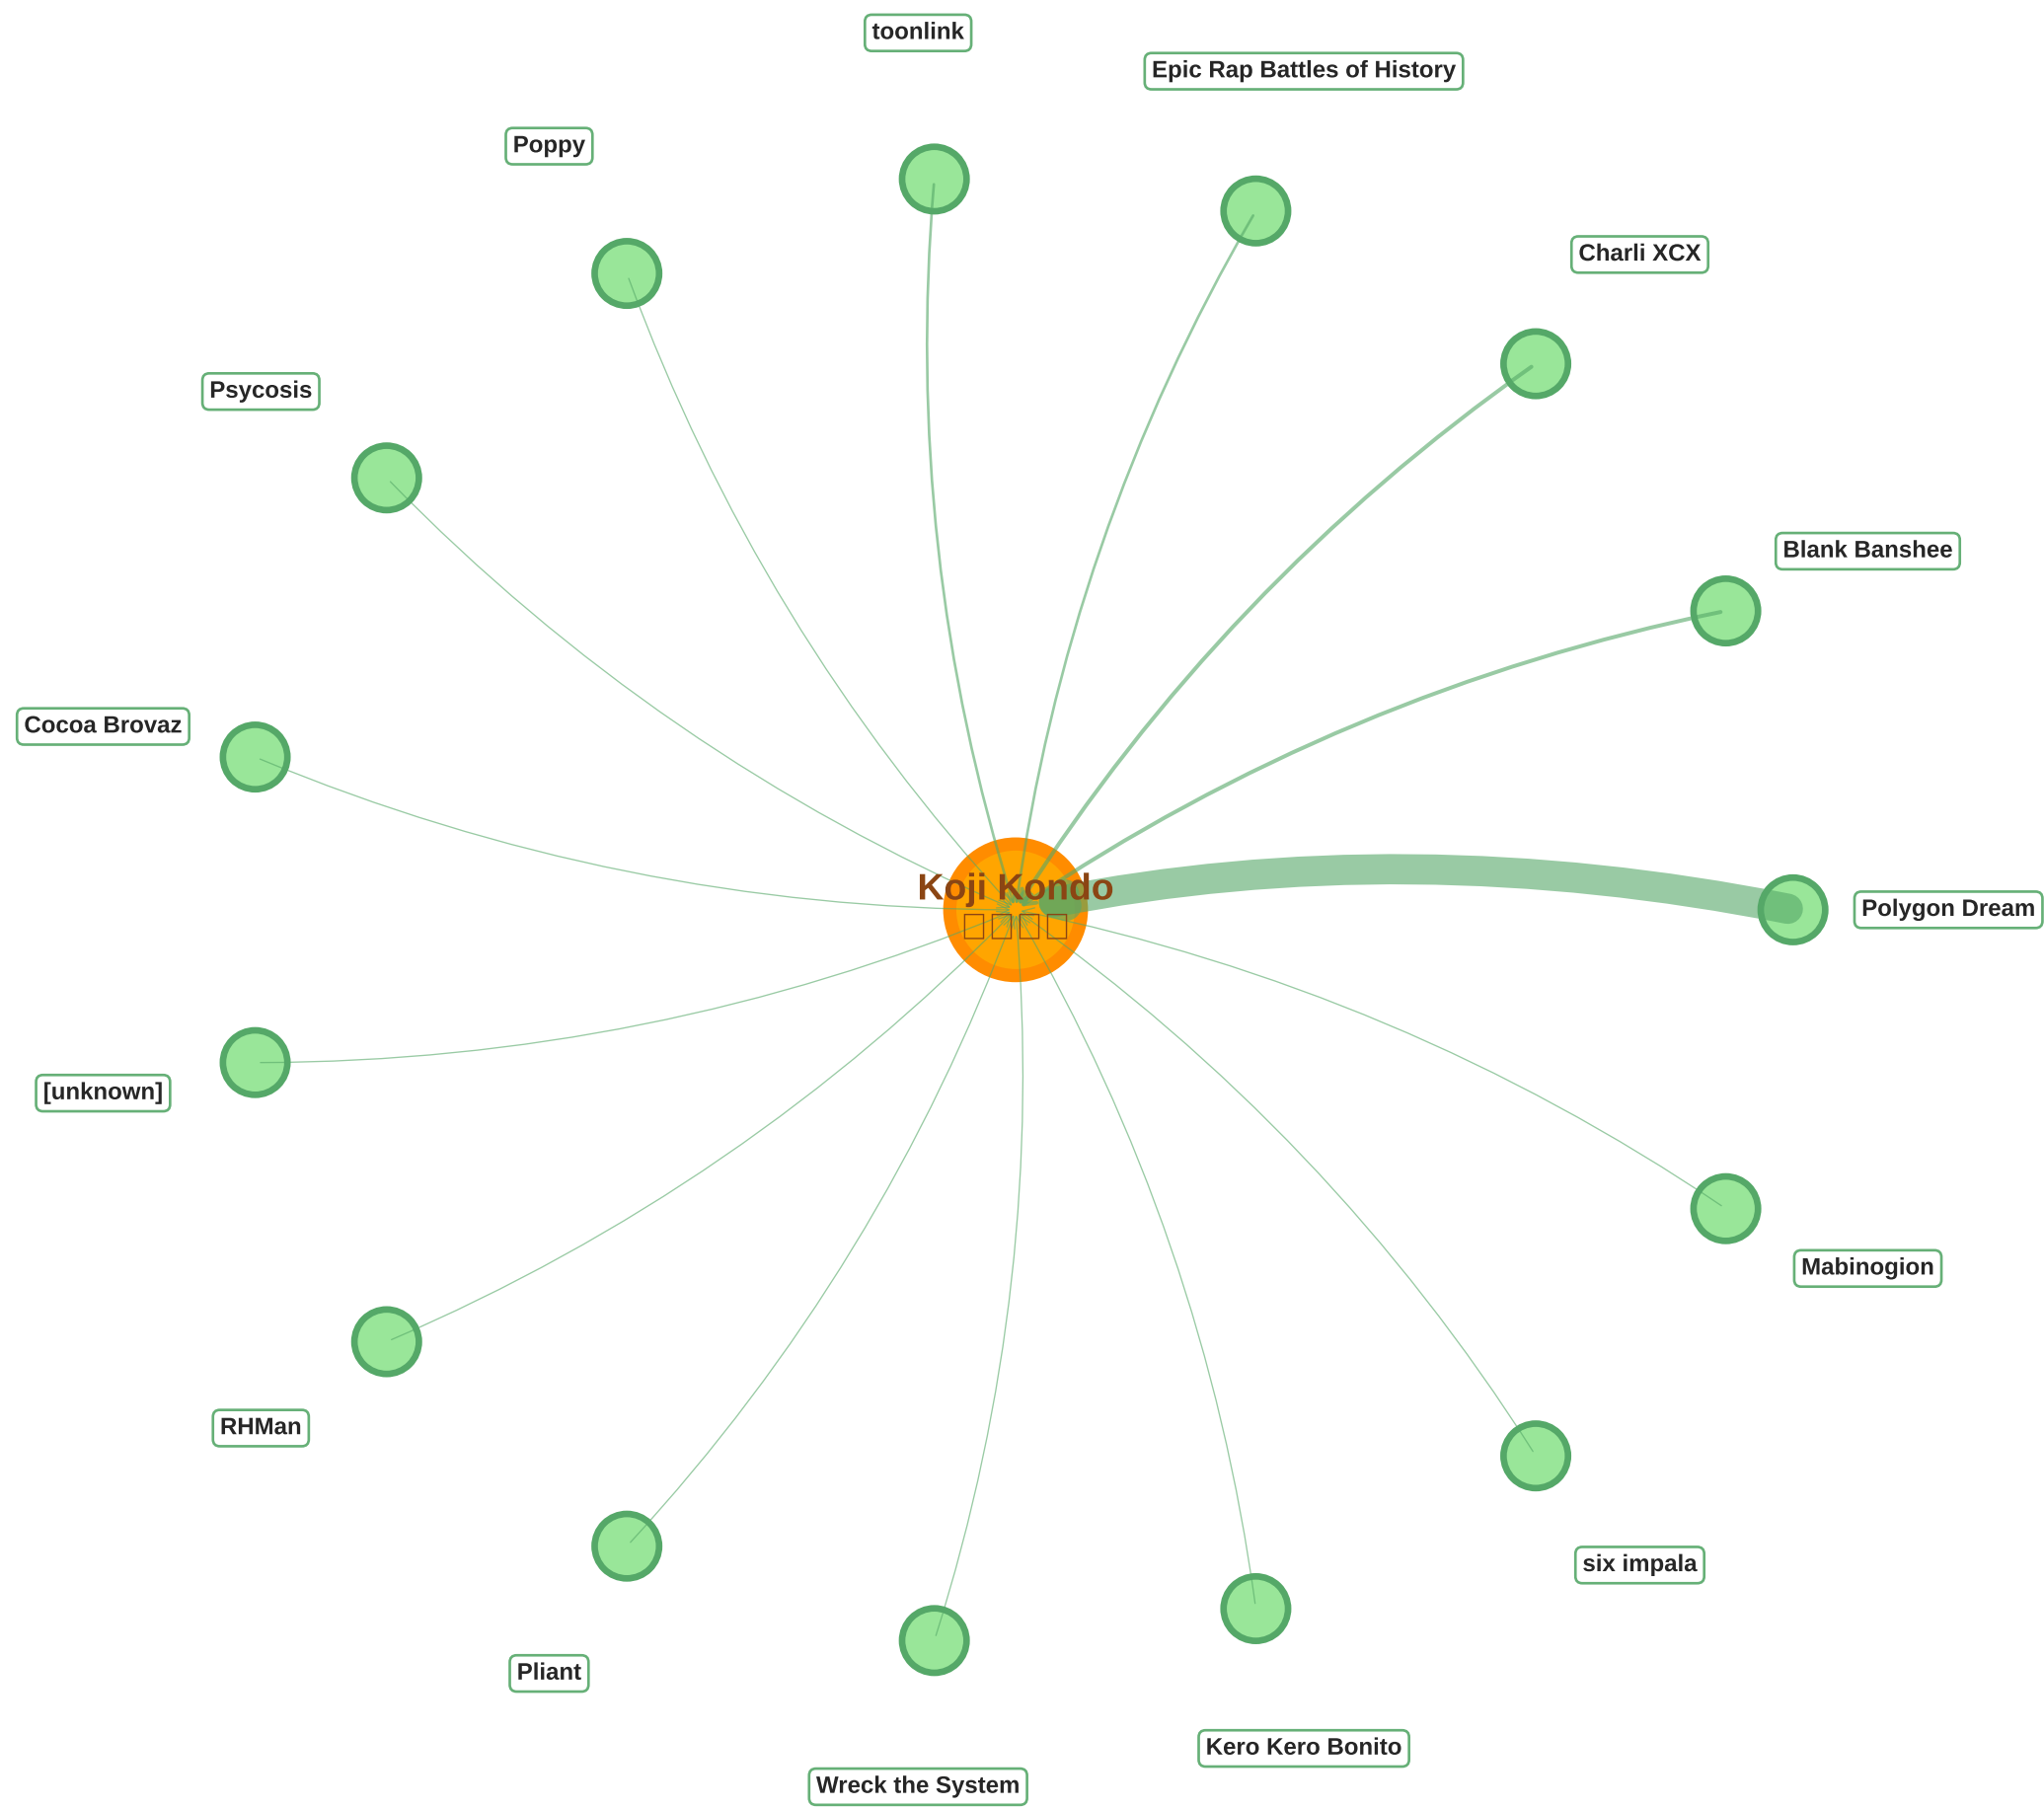 toonlink
Epic Rap Battles of History
Poppy
Charli XCX
Psycosis
Blank Banshee
Cocoa Brovaz
Koji Kondo
Polygon Dream
[unknown]
Mabinogion
RHMan
six impala
Pliant
Kero Kero Bonito
Wreck the System